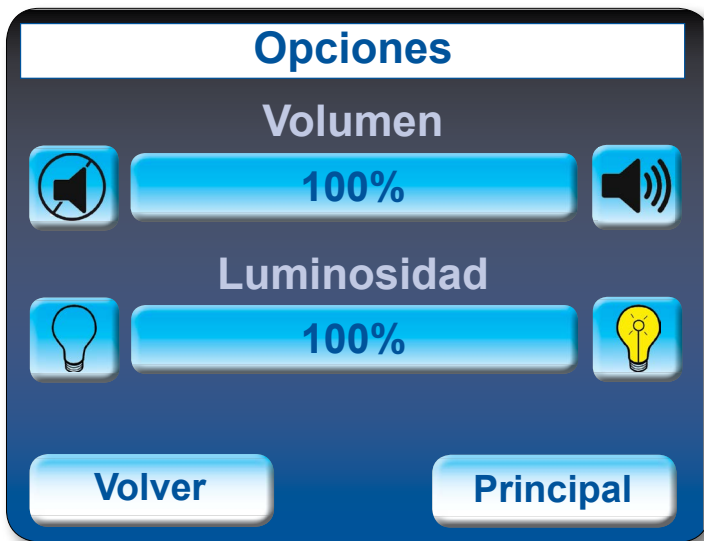 Opciones
Volumen
100%
Luminosidad
100%
Volver Principal